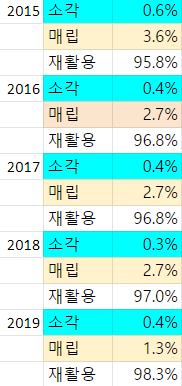 2015 소각 0.6%
매립 3.6%
재활용 95.8%
2016 소각 0.4%
매립 2.7%
재활용 96.8%
2017 소각 0.4%
매립 2.7%
재활용 96.8%
2018 소각 0.3%
매립 2.7%
재활용 97.0%
2019 소각 0.4%
매립 1.3%
재활용 98.3%